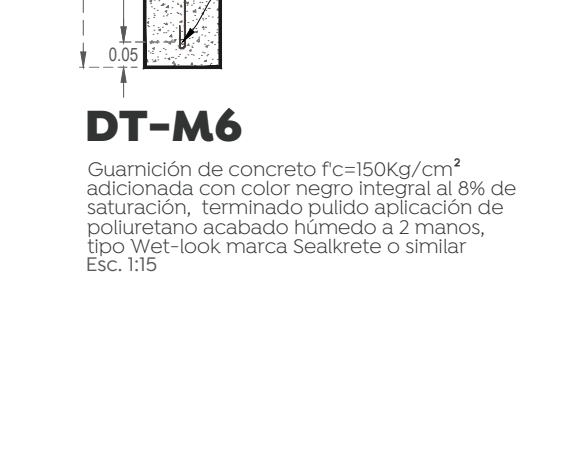 0.05
DT-M6
Guarnición de concreto f'c=150Kg/cm²
adicionada con color negro integral al 8% de
saturación, terminado pulido aplicación de
poliuretano acabado húmedo a 2 manos,
tipo Wet-look marca Sealkrete o similar
Esc. 1:15